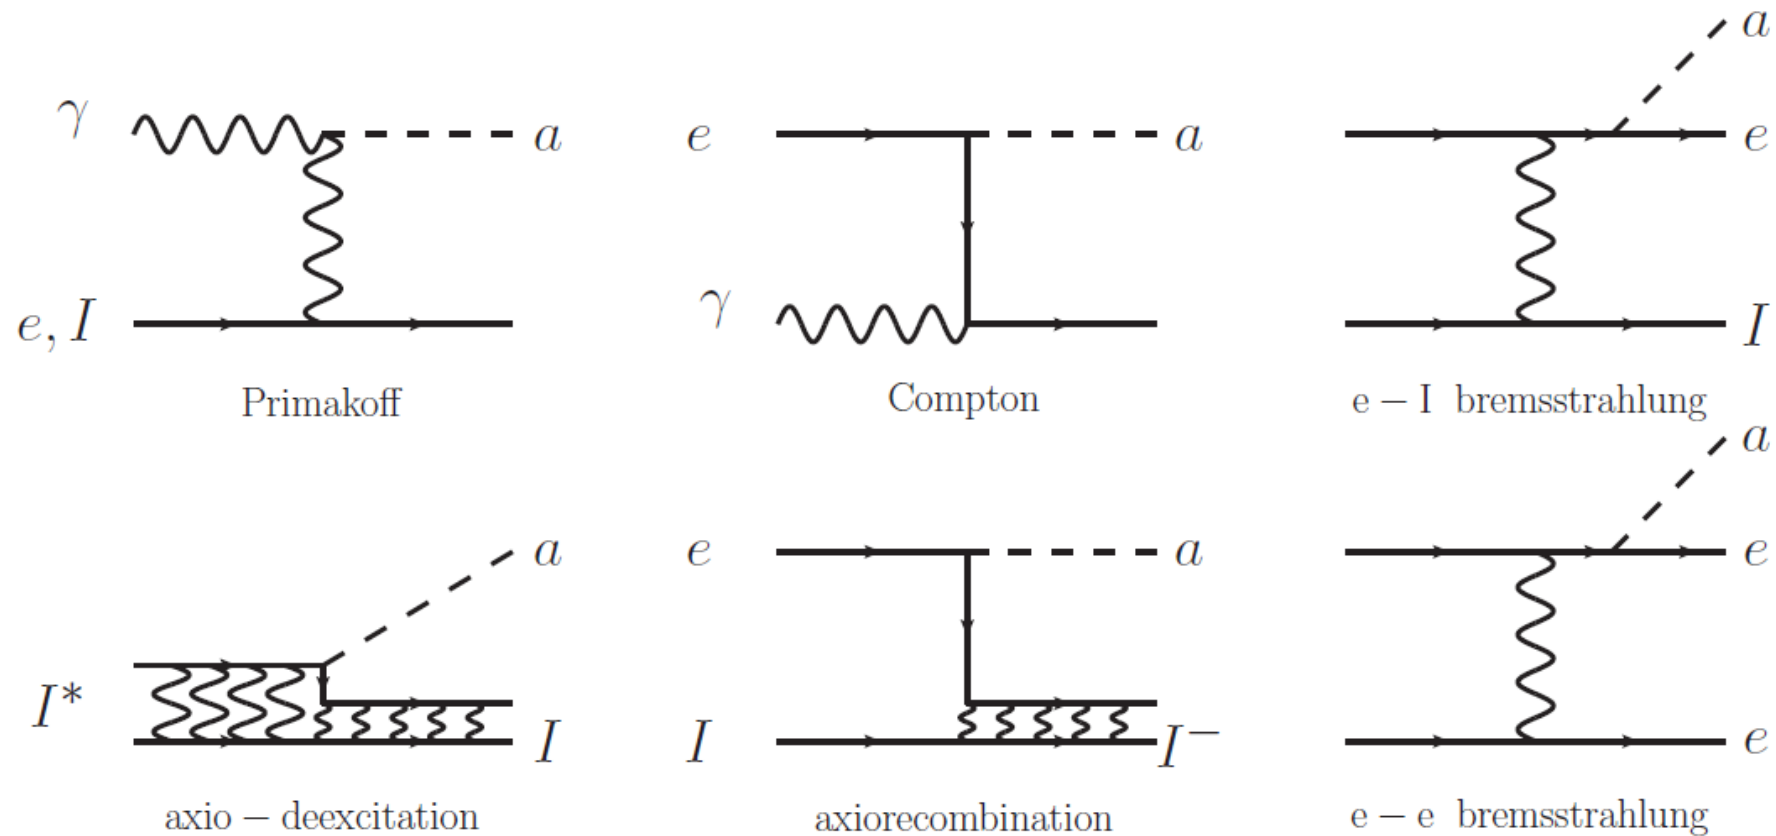 a
γ a e a e
e, I γ I
Primakoff Compton e – I bremsstrahlung
a
a e a e
I* I I I⁻ e
axio – deexcitation axiorecombination e – e bremsstrahlung